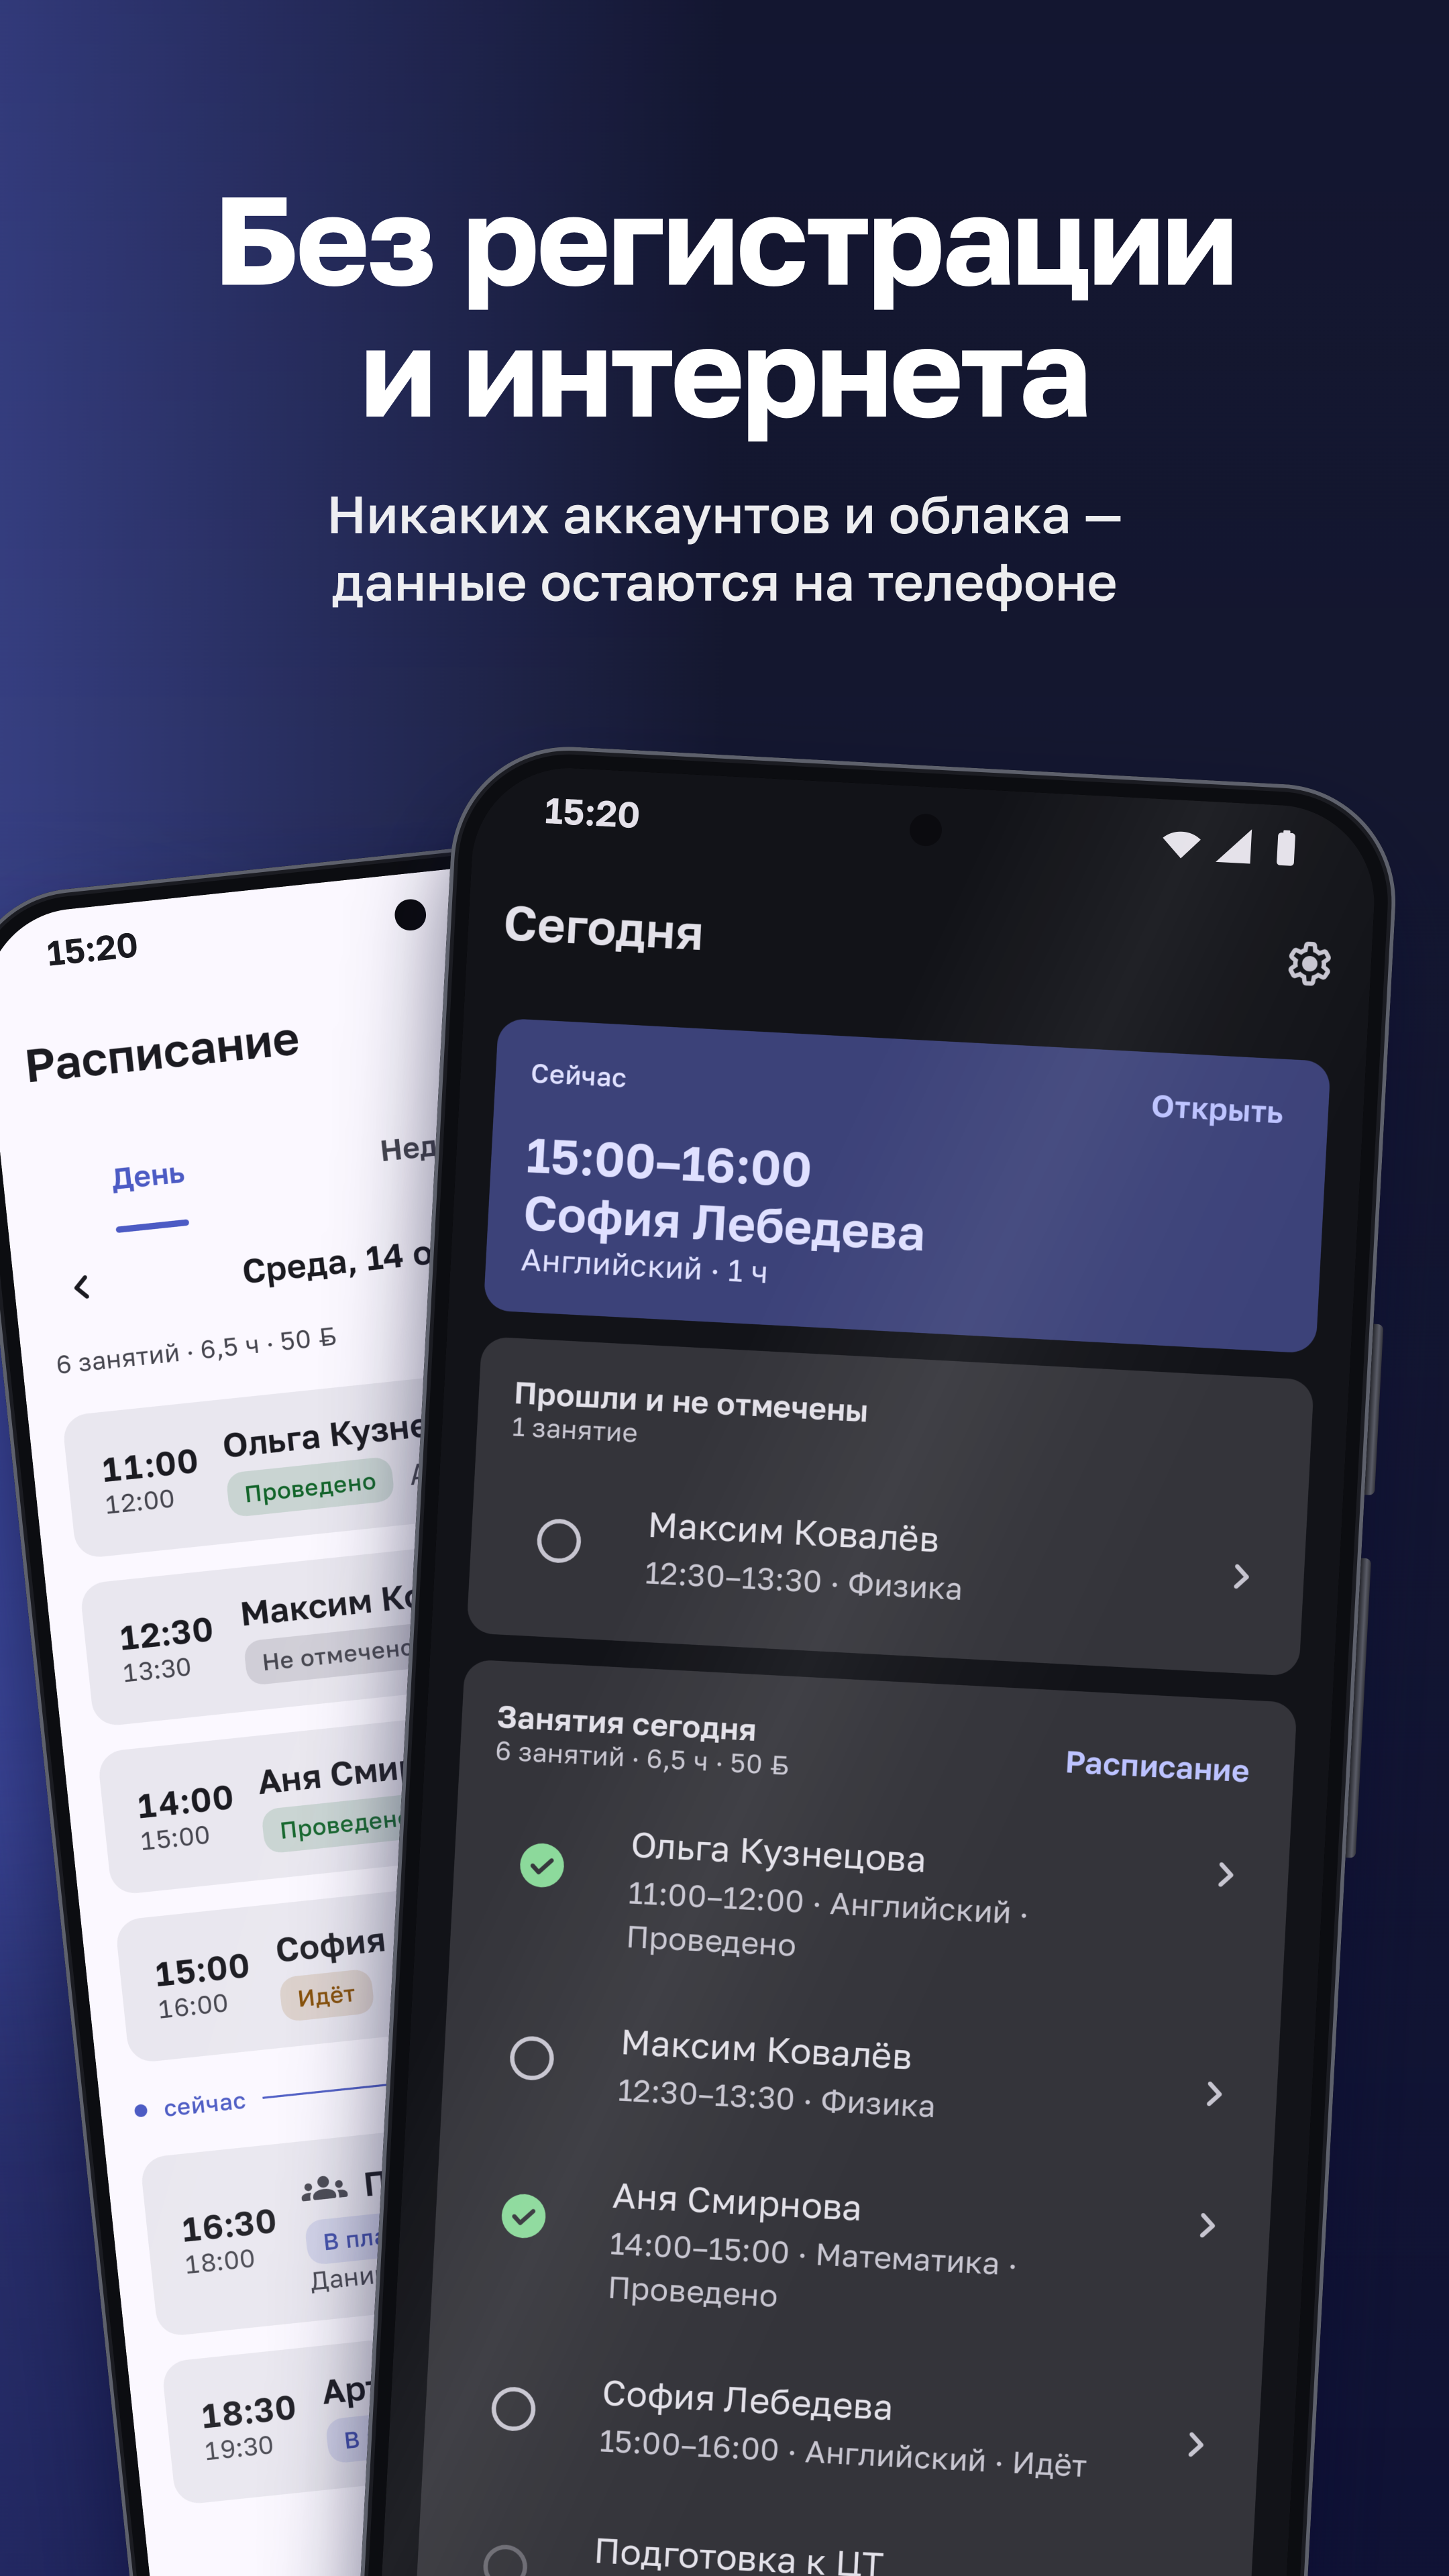 Без регистрации
и интернета
Никаких аккаунтов и облака –
данные остаются на телефоне
15:20
Расписание
День
Среда, 14
6 занятий · 6,5 ч · 50 Ƃ
11:00
12:00
Ольга
Проведено
12:30
13:30
Максим
Не отмечено
14:00
15:00
Аня
Проведено
15:00
16:00
София
Идёт
сейчас
16:30
18:00
В
18:30
19:30
В
15:20
Сегодня
Сейчас
Открыть
15:00–16:00
София Лебедева
Английский · 1 ч
Прошли и не отмечены
1 занятие
Максим Ковалёв
12:30–13:30 · Физика
Занятия сегодня
6 занятий · 6,5 ч · 50 Ƃ
Расписание
Ольга Кузнецова
11:00–12:00 · Английский ·
Проведено
Максим Ковалёв
12:30–13:30 · Физика
Аня Смирнова
14:00–15:00 · Математика ·
Проведено
София Лебедева
15:00–16:00 · Английский · Идёт
Подготовка к ЦТ